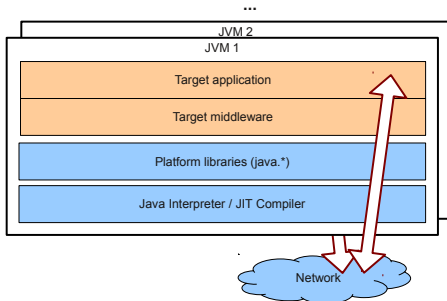 ...
JVM 2
JVM 1
Target application
Target middleware
Platform libraries (java.*)
Java Interpreter / JIT Compiler
Network